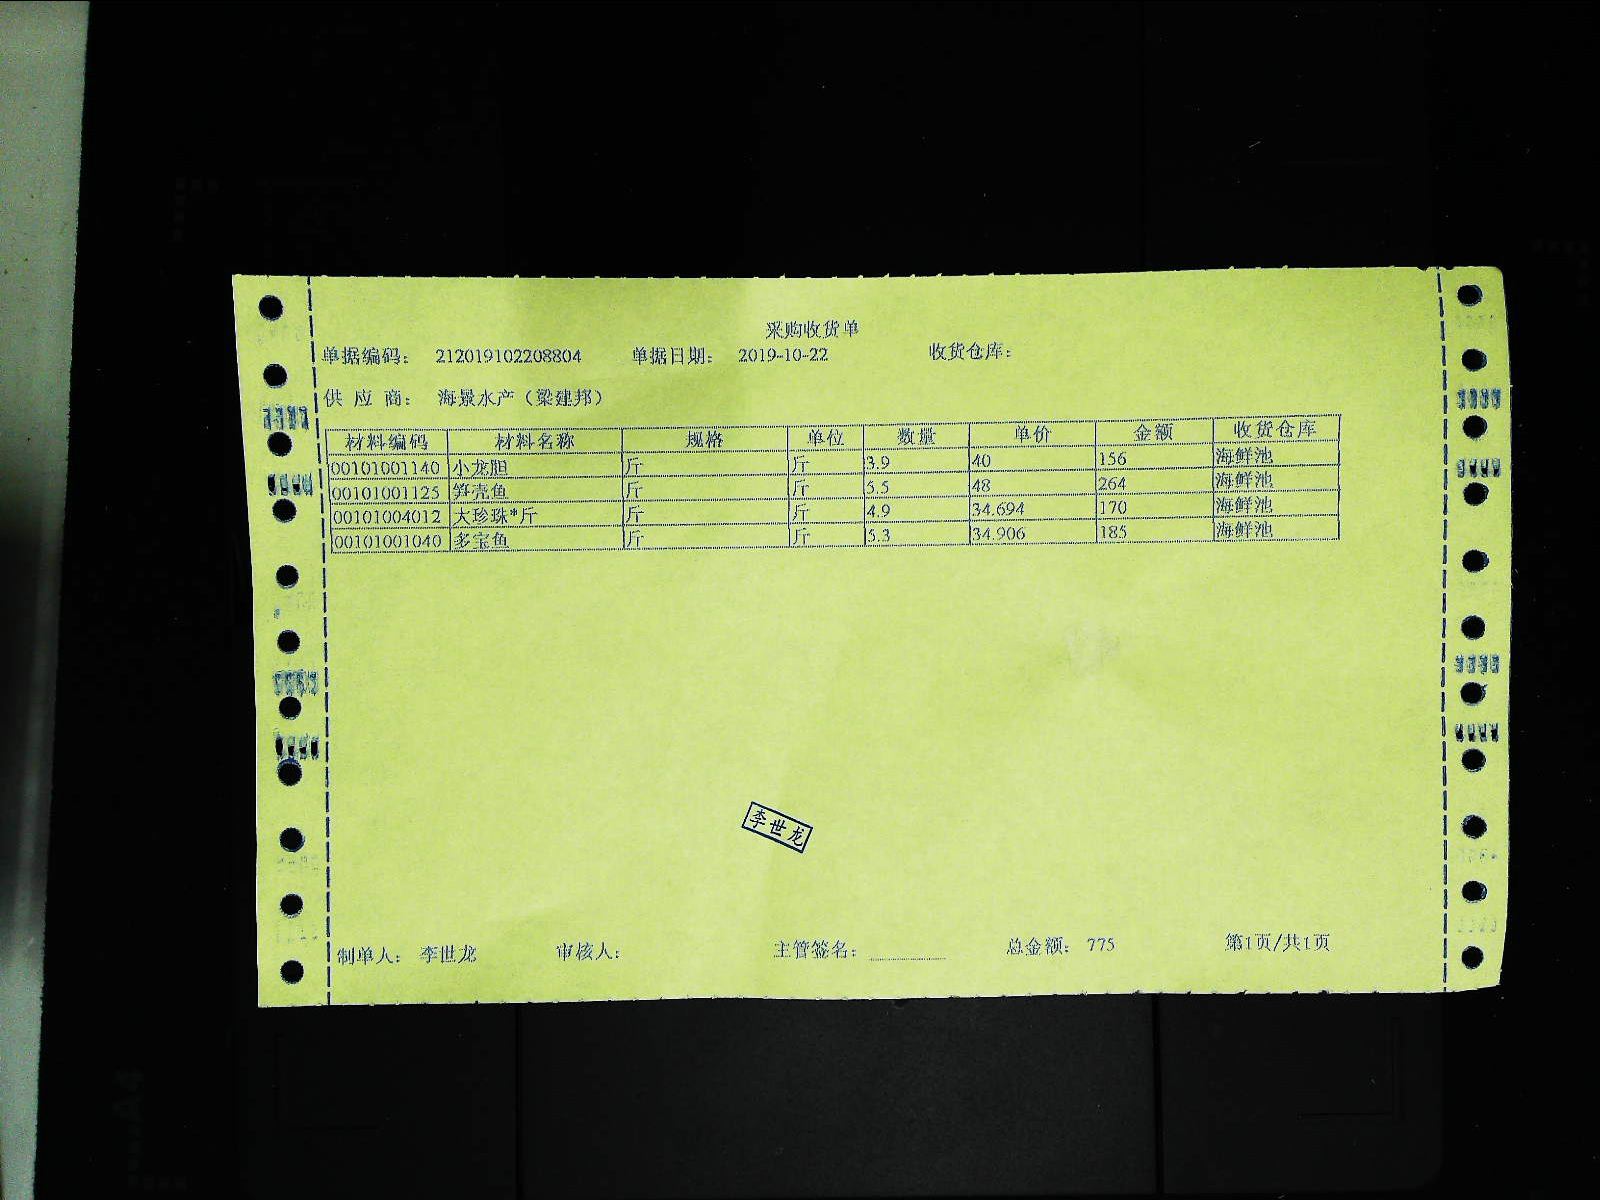 采购收货单
单据编码： 212019102208804 单据日期： 2019-10-22 收货仓库：
供 应 商： 海景水产（梁建邦）
材料编码 材料名称 规格 单位 数量 单价 金额 收货仓库
00101001140 小龙胆 斤 斤 3.9 40 156 海鲜池
00101001125 笋壳鱼 斤 斤 5.5 48 264 海鲜池
00101004012 大珍珠*斤 斤 斤 4.9 34.694 170 海鲜池
00101001040 多宝鱼 斤 斤 5.3 34.906 185 海鲜池
李世龙
制单人： 李世龙 审核人： 主管签名： 总金额： 775 第1页/共1页